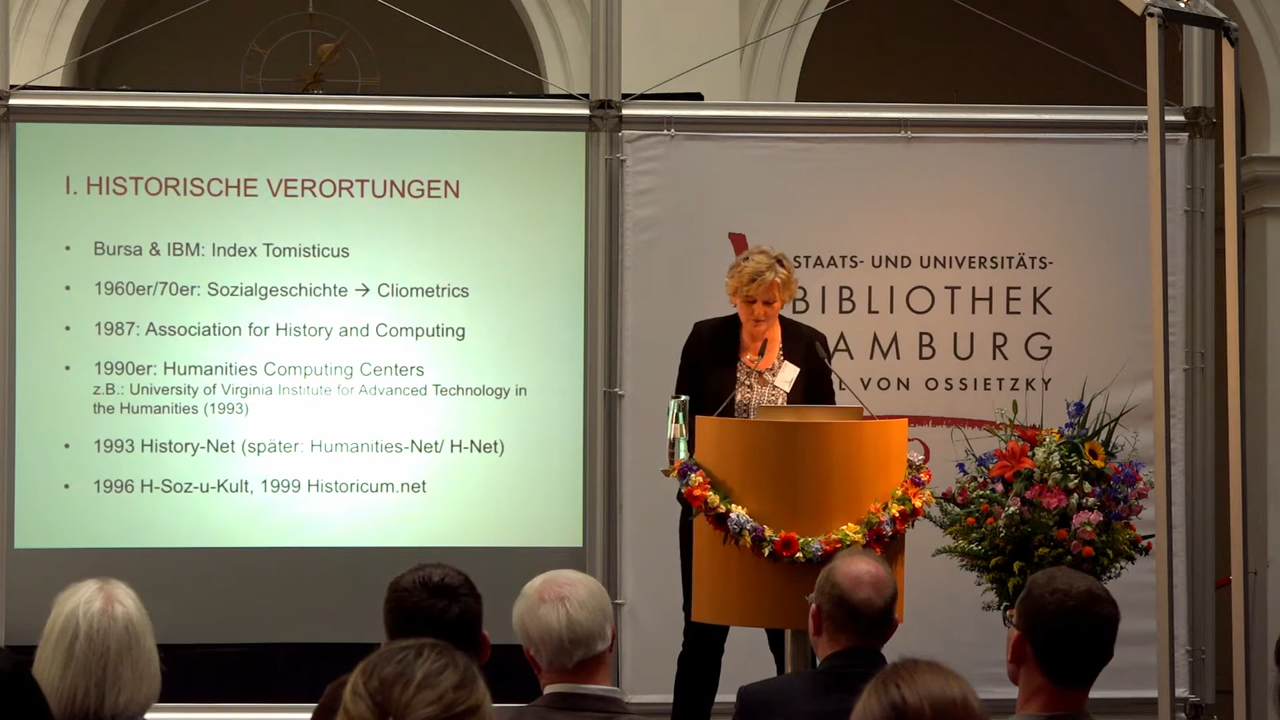 I. HISTORISCHE VERORTUNGEN
• Bursa & IBM: Index Tomisticus
• 1960er/70er: Sozialgeschichte → Cliometrics
• 1987: Association for History and Computing
• 1990er: Humanities Computing Centers
z.B.: University of Virginia Institute for Advanced Technology in
the Humanities (1993)
• 1993 History-Net (später: Humanities-Net/ H-Net)
• 1996 H-Soz-u-Kult, 1999 Historicum.net
STAATS- UND UNIVERSITÄTS-
BIBLIOTHEK
AMBURG
L VON OSSIETZKY